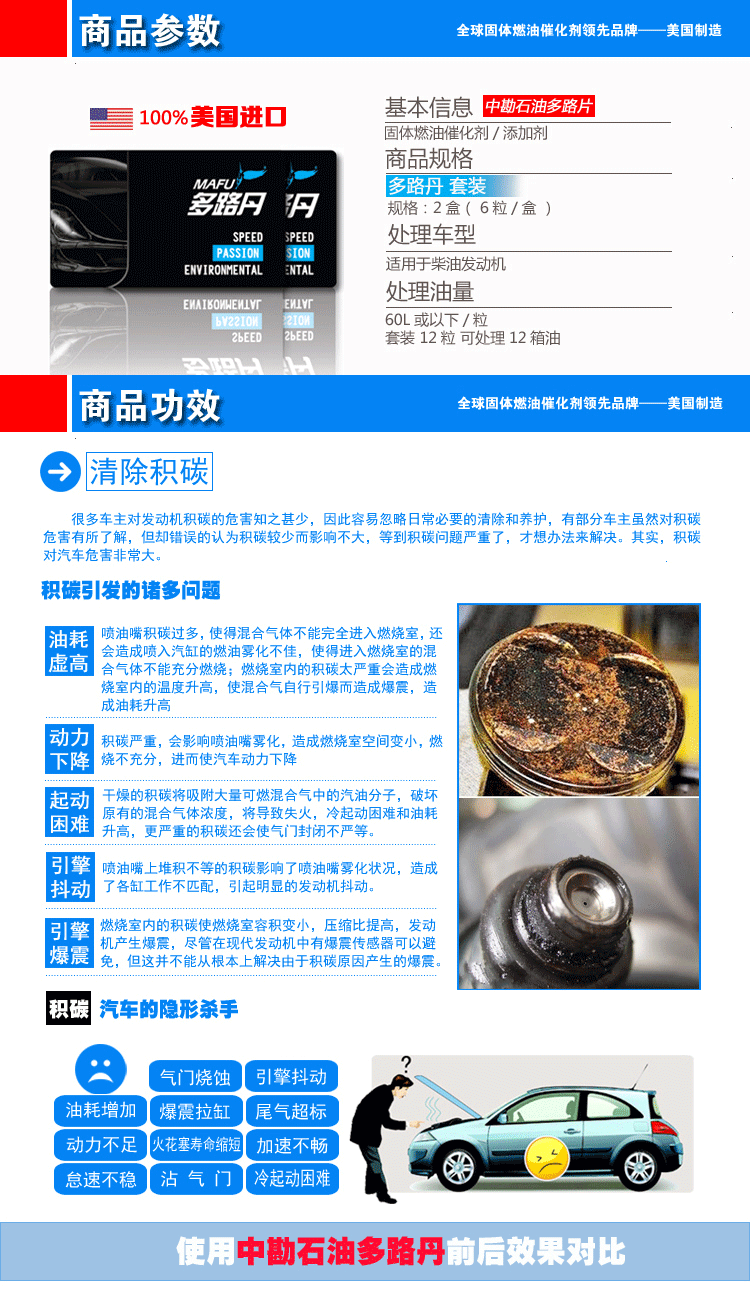 商品参数
全球固体燃油催化剂领先品牌——美国制造
100%美国进口
MAFU
多路丹
丹
SPEED
SPEED
PASSION
SION
ENVIRONMENTAL
ENTAL
基本信息 中勘石油多路片
固体燃油催化剂 / 添加剂
商品规格
多路丹 套装
规格：2 盒（ 6 粒 / 盒 ）
处理车型
适用于柴油发动机
处理油量
60L 或以下 / 粒
套装 12 粒 可处理 12 箱油
商品功效
全球固体燃油催化剂领先品牌——美国制造
清除积碳
很多车主对发动机积碳的危害知之甚少，因此容易忽略日常必要的清除和养护，有部分车主虽然对积碳
危害有所了解，但却错误的认为积碳较少而影响不大，等到积碳问题严重了，才想办法来解决。其实，积碳
对汽车危害非常大。
积碳引发的诸多问题
油耗
虚高
喷油嘴积碳过多，使得混合气体不能完全进入燃烧室，还
会造成喷入汽缸的燃油雾化不佳，使得进入燃烧室的混
合气体不能充分燃烧；燃烧室内的积碳太严重会造成燃
烧室内的温度升高，使混合气自行引爆而造成爆震，造
成油耗升高
动力
下降
积碳严重，会影响喷油嘴雾化，造成燃烧室空间变小，燃
烧不充分，进而使汽车动力下降
起动
困难
干燥的积碳将吸附大量可燃混合气中的汽油分子，破坏
原有的混合气体浓度，将导致失火，冷起动困难和油耗
升高，更严重的积碳还会使气门封闭不严等。
引擎
抖动
喷油嘴上堆积不等的积碳影响了喷油嘴雾化状况，造成
了各缸工作不匹配，引起明显的发动机抖动。
引擎
爆震
燃烧室内的积碳使燃烧室容积变小，压缩比提高，发动
机产生爆震，尽管在现代发动机中有爆震传感器可以避
免，但这并不能从根本上解决由于积碳原因产生的爆震。
积碳 汽车的隐形杀手
气门烧蚀 引擎抖动
油耗增加 爆震拉缸 尾气超标
动力不足 火花塞寿命缩短 加速不畅
怠速不稳 沾 气 门 冷起动困难
?
使用中勘石油多路丹前后效果对比